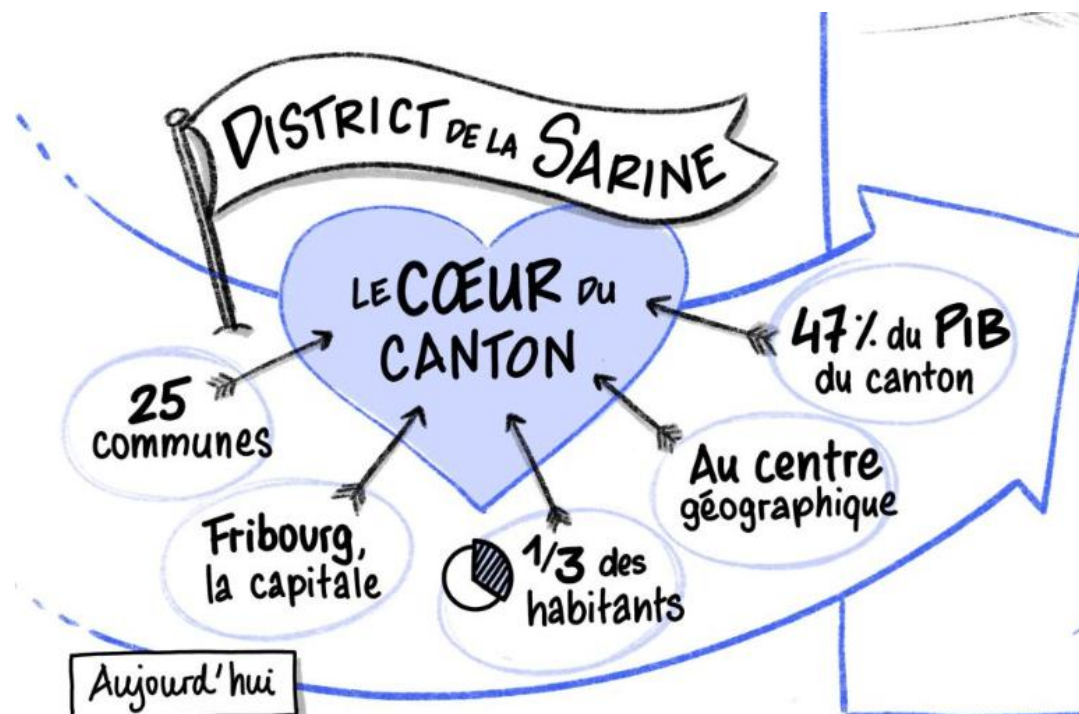 DISTRICT DE LA SARINE
LE CŒUR DU
CANTON
25
communes
Fribourg,
la capitale
1/3 des
habitants
Au centre
géographique
47% du PIB
du canton
Aujourd'hui